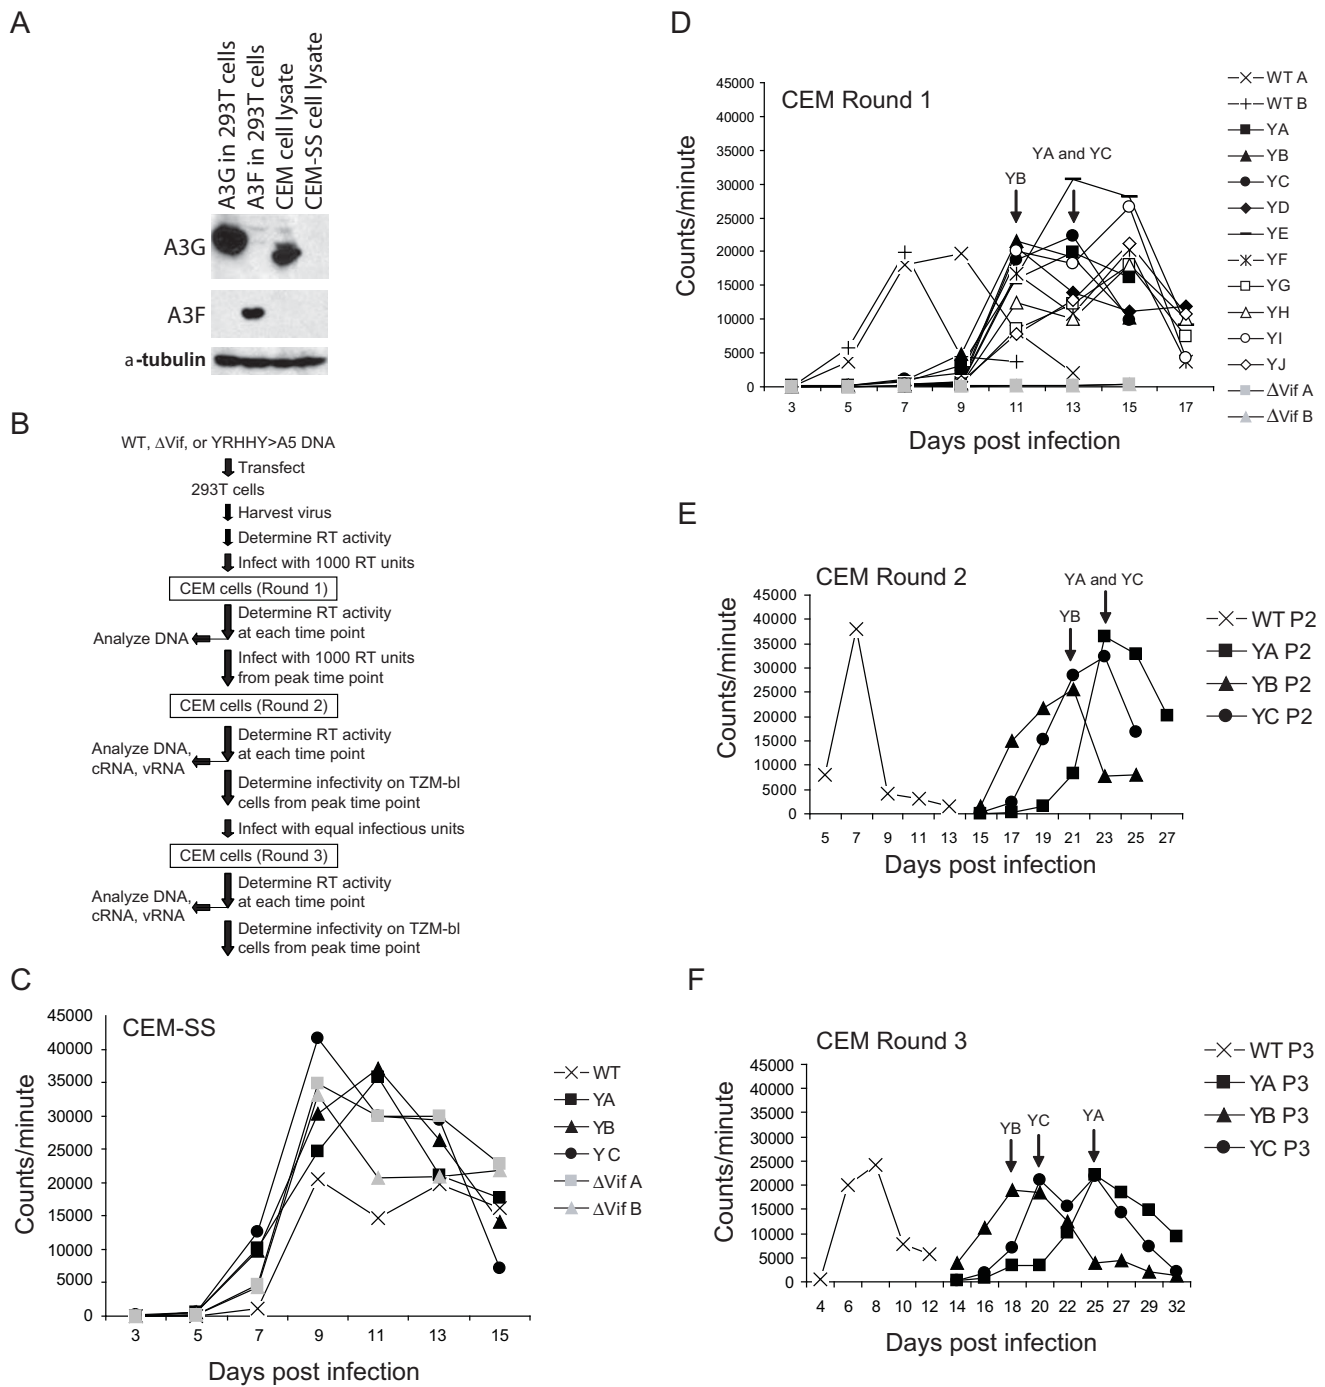 A
A3G in 293T cells
A3F in 293T cells
CEM cell lysate
CEM-SS cell lysate
A3G
A3F
a-tubulin
B
WT, ΔVif, or YRHHY>A5 DNA
Transfect
293T cells
Harvest virus
Determine RT activity
Infect with 1000 RT units
CEM cells (Round 1)
Determine RT activity
at each time point
Analyze DNA
Infect with 1000 RT units
from peak time point
CEM cells (Round 2)
Determine RT activity
at each time point
Analyze DNA,
cRNA, vRNA
Determine infectivity on TZM-bl
cells from peak time point
Infect with equal infectious units
CEM cells (Round 3)
Determine RT activity
at each time point
Analyze DNA,
cRNA, vRNA
Determine infectivity on TZM-bl
cells from peak time point
C
CEM-SS
Counts/minute
45000
40000
35000
30000
25000
20000
15000
10000
5000
0
3 5 7 9 11 13 15
Days post infection
WT
YA
YB
Y C
ΔVif A
ΔVif B
D
CEM Round 1
Counts/minute
45000
40000
35000
30000
25000
20000
15000
10000
5000
0
YA and YC
YB
3 5 7 9 11 13 15 17
Days post infection
WT A
WT B
YA
YB
YC
YD
YE
YF
YG
YH
YI
YJ
ΔVif A
ΔVif B
E
CEM Round 2
Counts/minute
45000
40000
35000
30000
25000
20000
15000
10000
5000
0
YA and YC
YB
5 7 9 11 13 15 17 19 21 23 25 27
Days post infection
WT P2
YA P2
YB P2
YC P2
F
CEM Round 3
Counts/minute
45000
40000
35000
30000
25000
20000
15000
10000
5000
0
YB
YC
YA
4 6 8 10 12 14 16 18 20 22 25 27 29 32
Days post infection
WT P3
YA P3
YB P3
YC P3